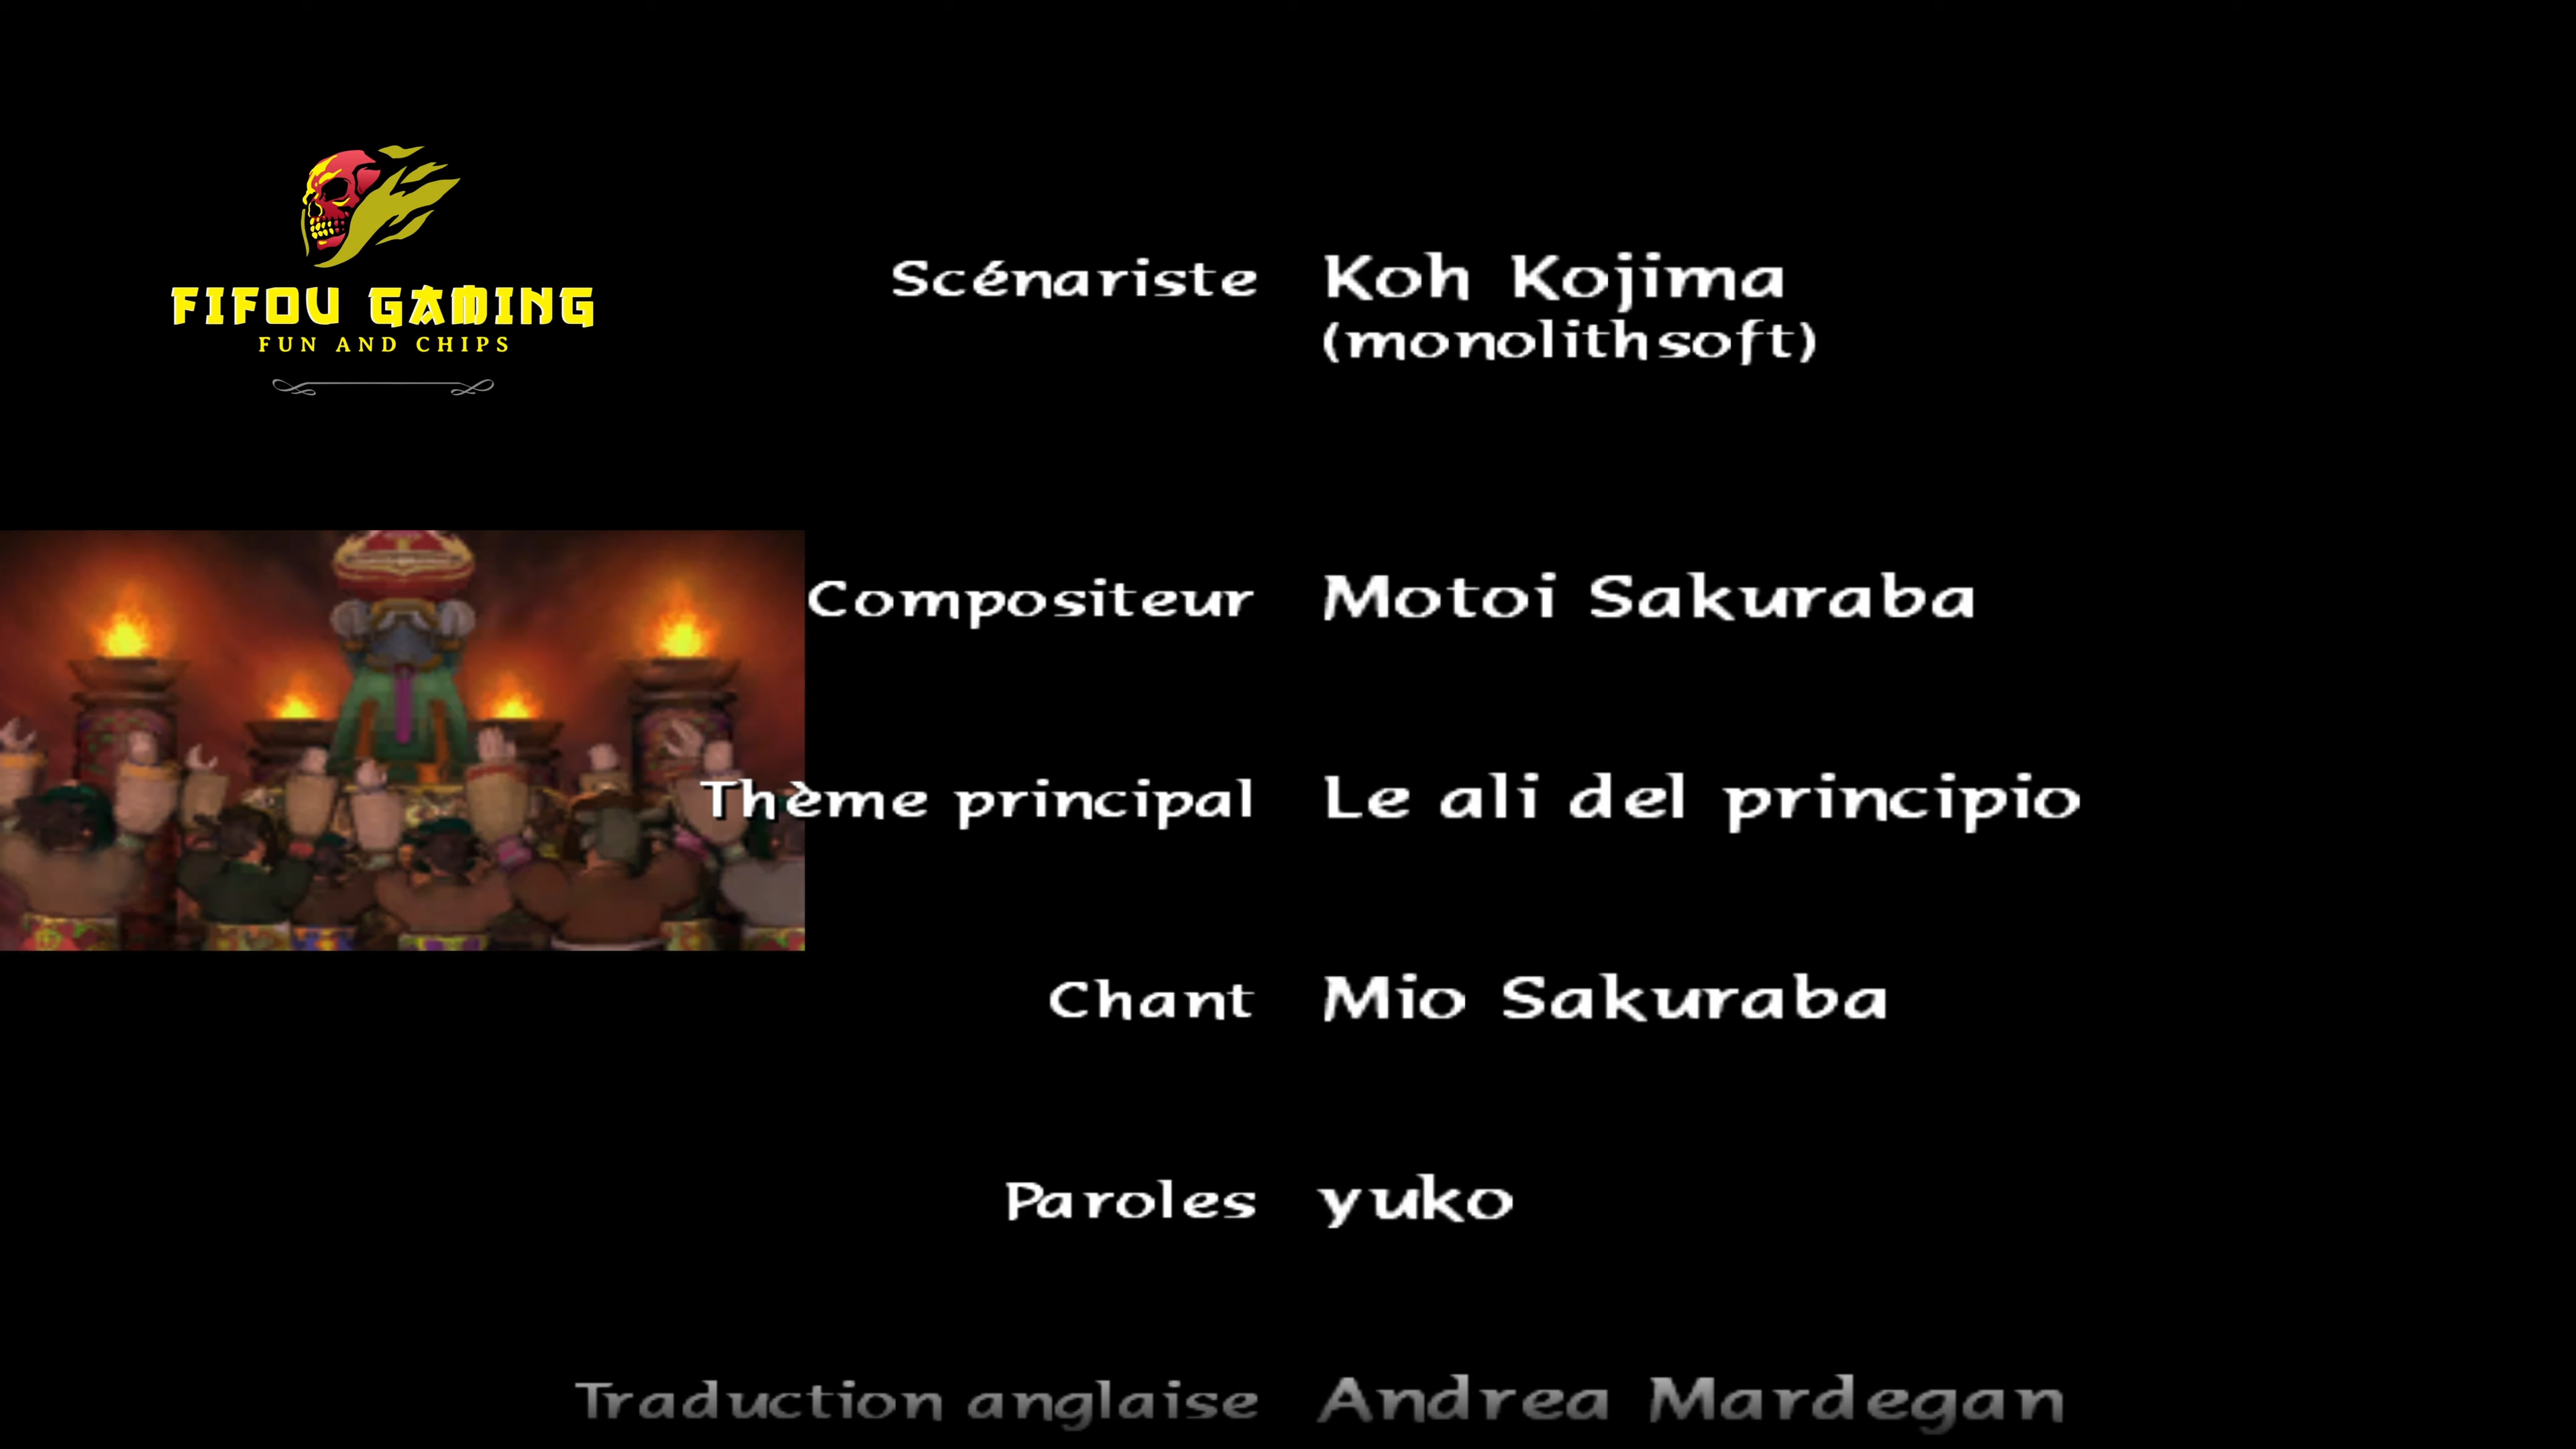 FIFOU GAMING
FUN AND CHIPS
Scénariste Koh Kojima
(monolithsoft)
Compositeur Motoi Sakuraba
Thème principal Le ali del principio
Chant Mio Sakuraba
Paroles yuko
Traduction anglaise Andrea Mardegan